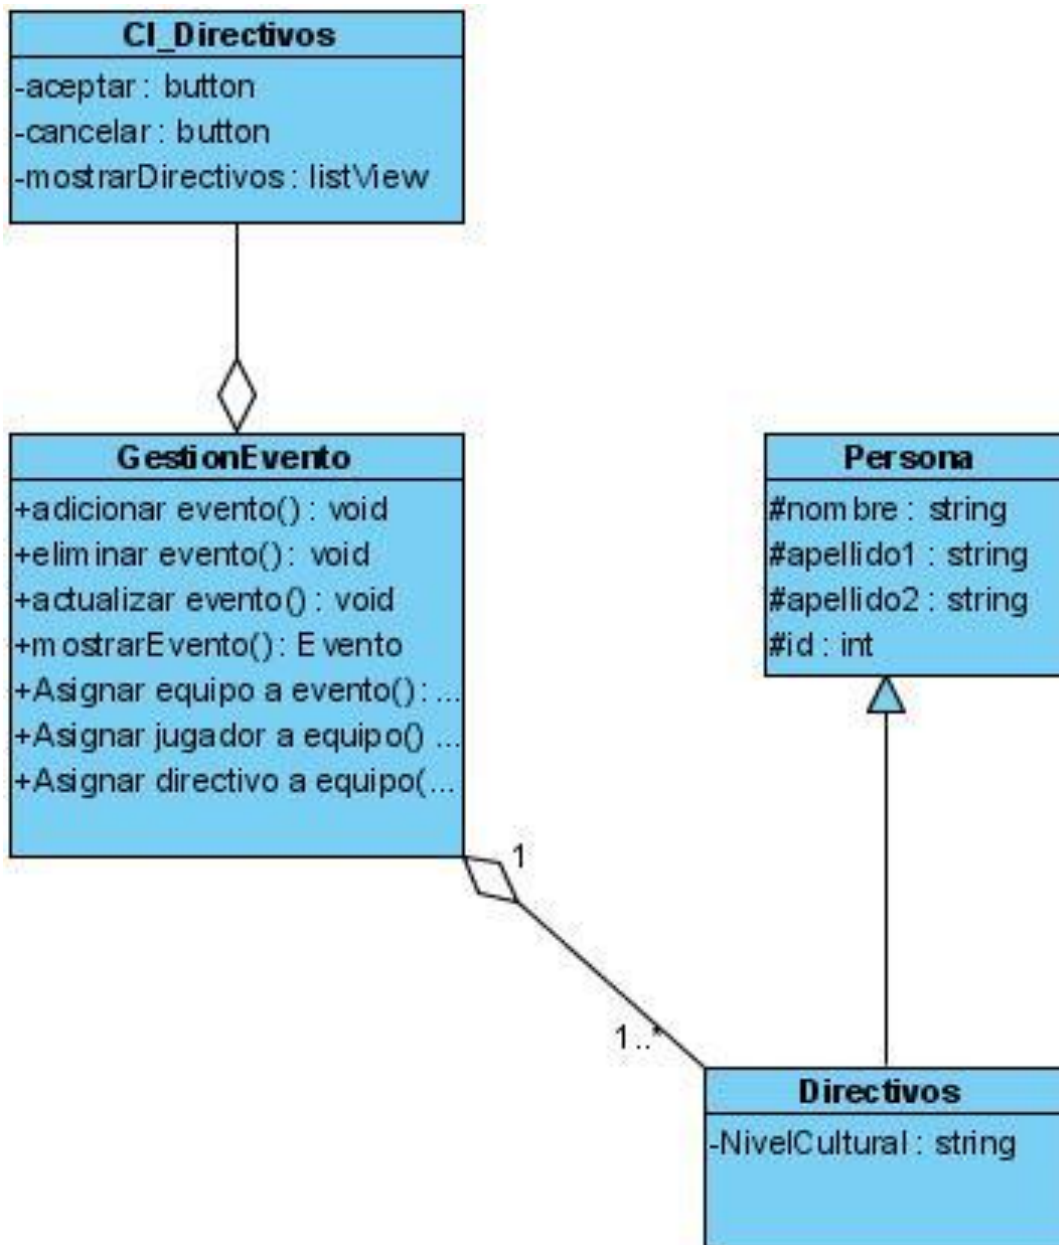 CI_Directivos
-aceptar : button
-cancelar : button
-mostrarDirectivos : listView
GestionEvento
+adicionar evento() : void
+eliminar evento() : void
+actualizar evento() : void
+mostrarEvento() : Evento
+Asignar equipo a evento() : ...
+Asignar jugador a equipo() ...
+Asignar directivo a equipo(...
Persona
#nombre : string
#apellido1 : string
#apellido2 : string
#id : int
1
1..*
Directivos
-NivelCultural : string